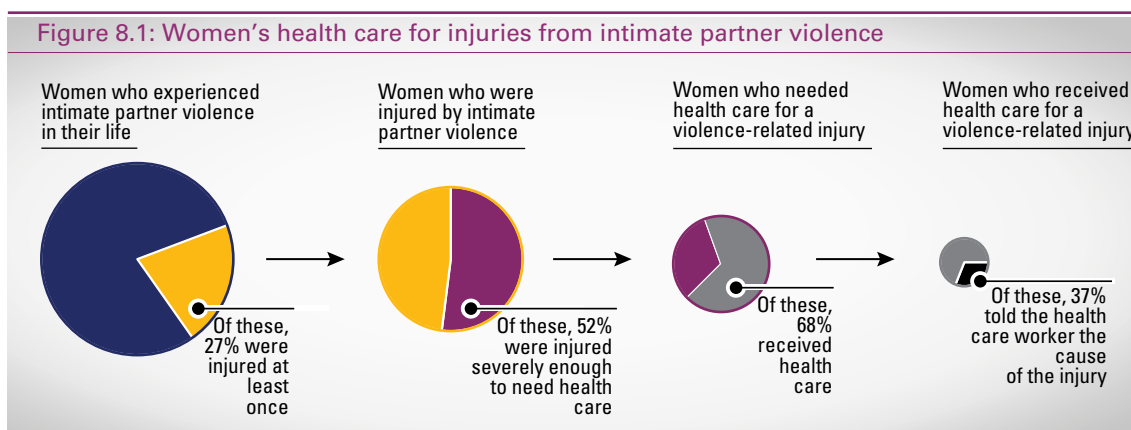 Figure 8.1: Women’s health care for injuries from intimate partner violence
Women who experienced
intimate partner violence
in their life
Women who were
injured by intimate
partner violence
Women who needed
health care for a
violence-related injury
Women who received
health care for a
violence-related injury
Of these,
27% were
injured at
least
once
Of these, 52%
were injured
severely enough
to need health
care
Of these,
68%
received
health
care
Of these, 37%
told the health
care worker the
cause
of the injury